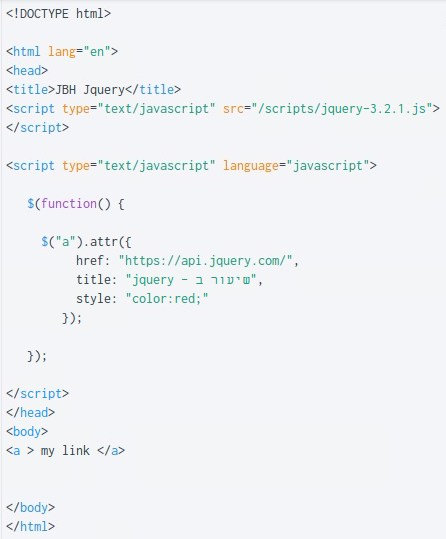 <!DOCTYPE html>
<html lang="en">
<head>
<title>JBH Jquery</title>
<script type="text/javascript" src="/scripts/jquery-3.2.1.js">
</script>
<script type="text/javascript" language="javascript">
$(function() {
$("a").attr({
href: "https://api.jquery.com/",
title: "jquery - שיעור ב",
style: "color:red;"
});
});
</script>
</head>
<body>
<a > my link </a>
</body>
</html>